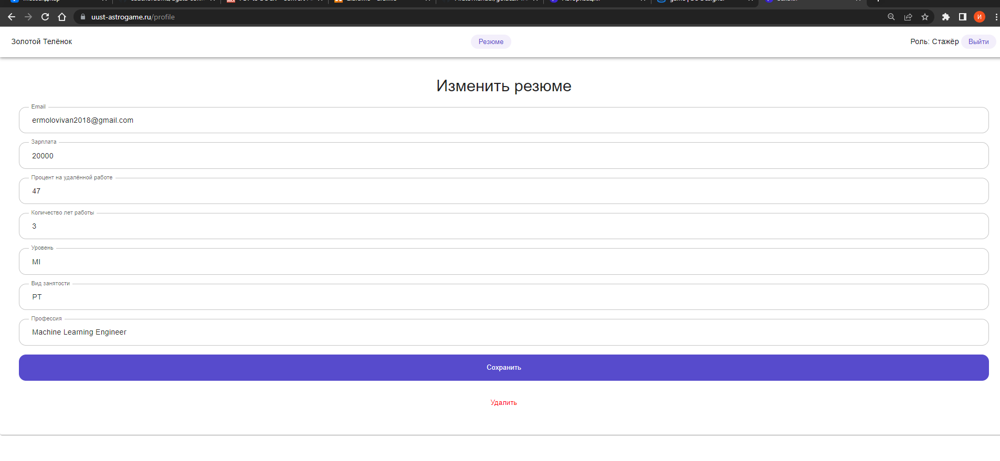 uust-astrogame.ru/profile
И
Золотой Телёнок
Резюме
Роль: Стажёр Выйти
Изменить резюме
Email
ermolovivan2018@gmail.com
Зарплата
20000
Процент на удалённой работе
47
Количество лет работы
3
Уровень
MI
Вид занятости
PT
Профессия
Machine Learning Engineer
Сохранить
Удалить